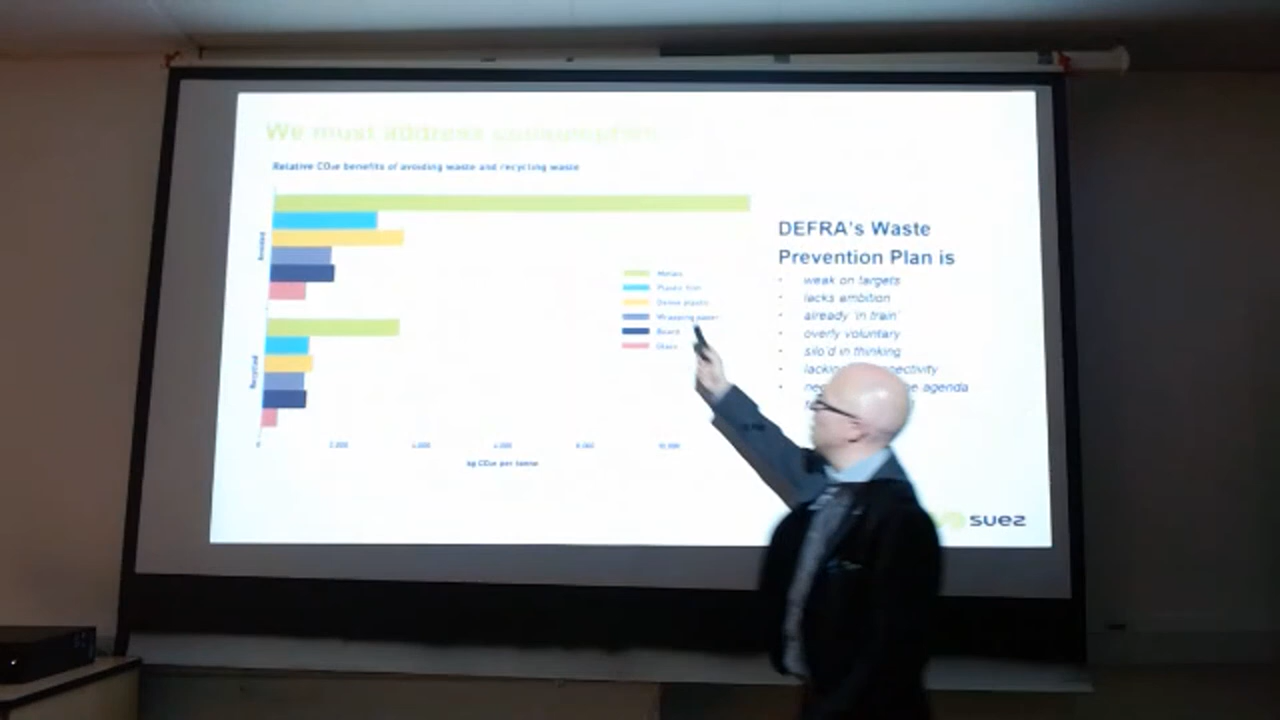 We must address consumption
Relative CO₂e benefits of avoiding waste and recycling waste
Avoided
Recycled
Metals
Plastic film
Dense plastic
Wrapping paper
Board
Glass
0
2,000
4,000
6,000
8,000
10,000
kg CO₂e per tonne
DEFRA's Waste
Prevention Plan is
• weak on targets
• lacks ambition
• already 'in train'
• overly voluntary
• silo'd in thinking
• agenda
suez